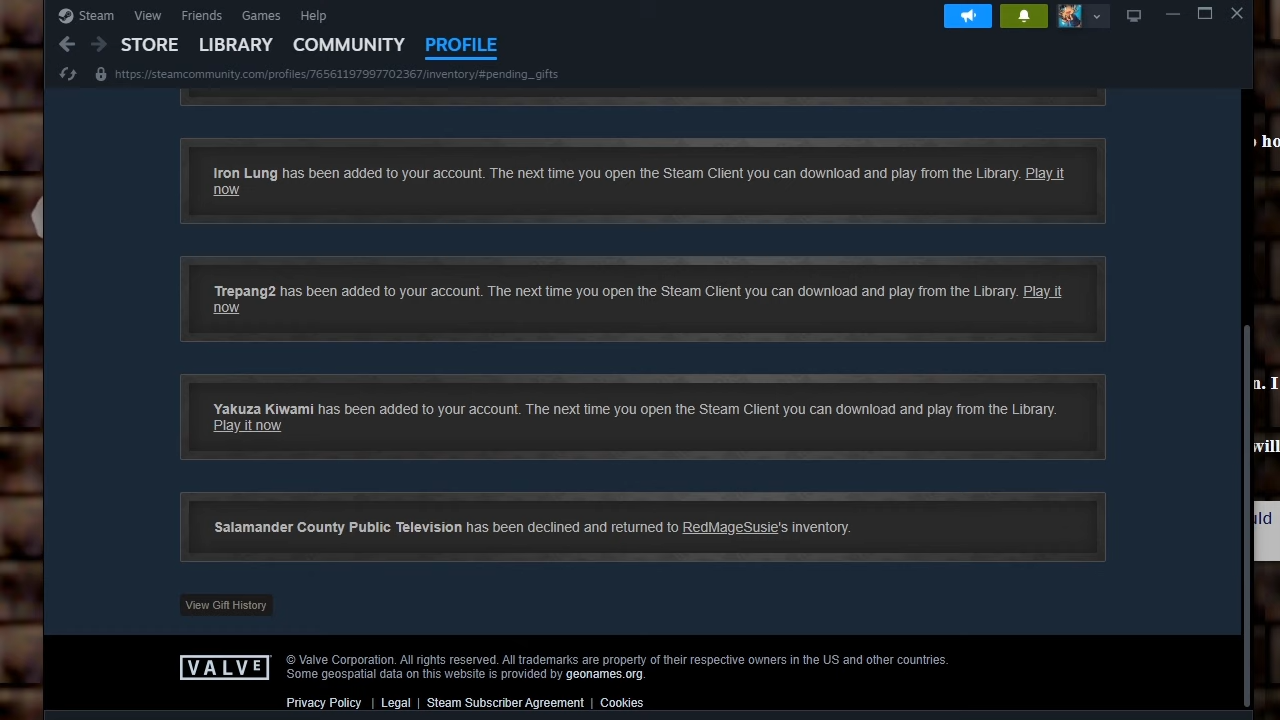 Steam View Friends Games Help
STORE LIBRARY COMMUNITY PROFILE
https://steamcommunity.com/profiles/76561197997702367/inventory/#pending_gifts
Iron Lung has been added to your account. The next time you open the Steam Client you can download and play from the Library. Play it
now
Trepang2 has been added to your account. The next time you open the Steam Client you can download and play from the Library. Play it
now
Yakuza Kiwami has been added to your account. The next time you open the Steam Client you can download and play from the Library.
Play it now
Salamander County Public Television has been declined and returned to RedMageSusie's inventory.
View Gift History
VALVE
© Valve Corporation. All rights reserved. All trademarks are property of their respective owners in the US and other countries.
Some geospatial data on this website is provided by geonames.org.
Privacy Policy | Legal | Steam Subscriber Agreement | Cookies